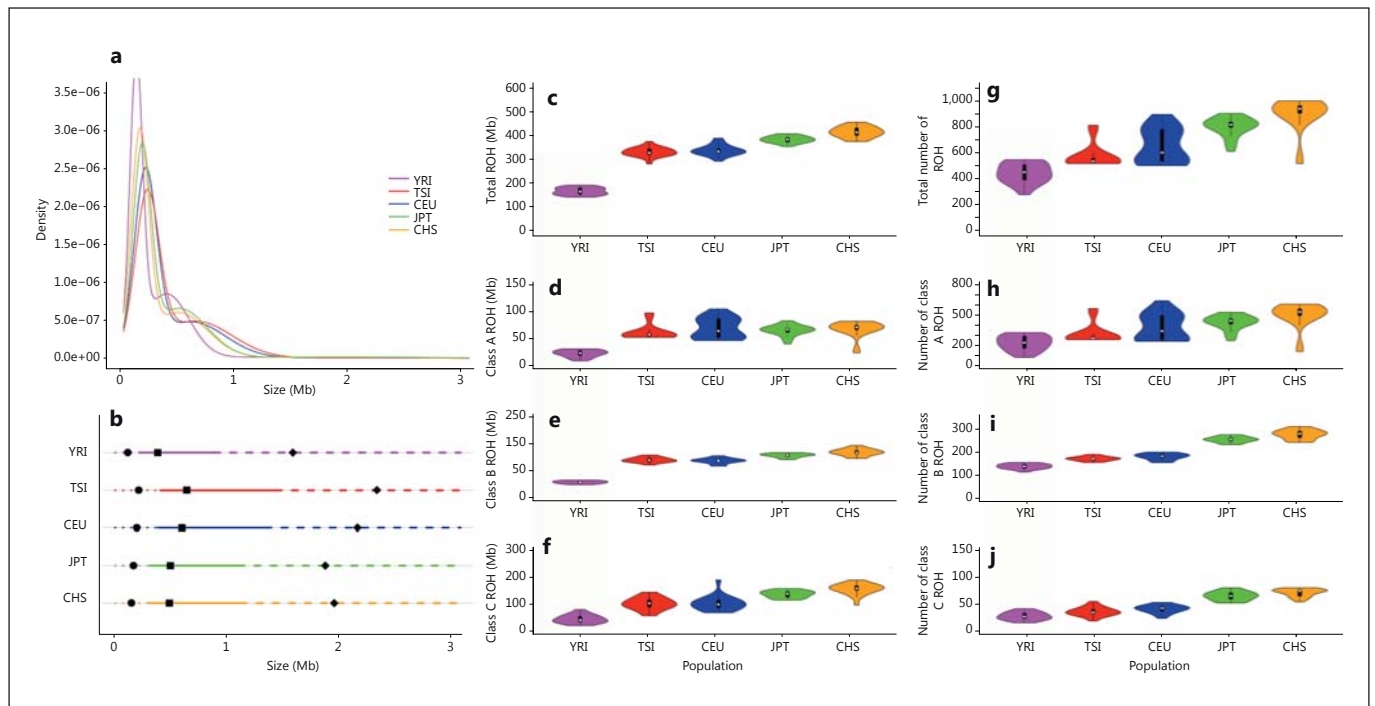 a
3.5e–06
3.0e–06
2.5e–06
2.0e–06
1.5e–06
1.0e–06
5.0e–07
0.0e+00
Density
YRI
TSI
CEU
JPT
CHS
0 1 2 3
Size (Mb)
b
YRI
TSI
CEU
JPT
CHS
0 1 2 3
Size (Mb)
c
600
500
400
300
200
100
0
Total ROH (Mb)
YRI TSI CEU JPT CHS
d
150
100
50
0
Class A ROH (Mb)
YRI TSI CEU JPT CHS
e
250
150
50
0
Class B ROH (Mb)
YRI TSI CEU JPT CHS
f
300
200
100
0
Class C ROH (Mb)
YRI TSI CEU JPT CHS
Population
g
1,000
800
600
400
200
0
Total number of
ROH
YRI TSI CEU JPT CHS
h
800
500
200
0
Number of class
A ROH
YRI TSI CEU JPT CHS
i
300
200
100
0
Number of class
B ROH
YRI TSI CEU JPT CHS
j
150
100
50
0
Number of class
C ROH
YRI TSI CEU JPT CHS
Population